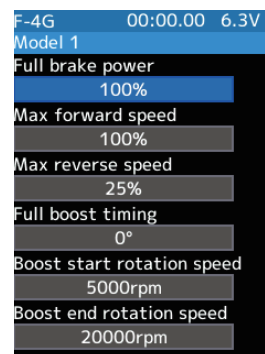 F-4G 00:00.00 6.3V
Model 1
Full brake power
100%
Max forward speed
100%
Max reverse speed
25%
Full boost timing
0°
Boost start rotation speed
5000rpm
Boost end rotation speed
20000rpm